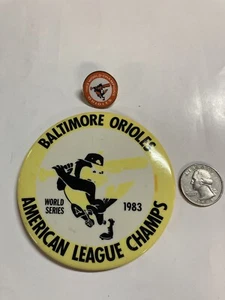 BALTIMORE ORIOLES
WORLD
SERIES
1983
AMERICAN LEAGUE CHAMPS